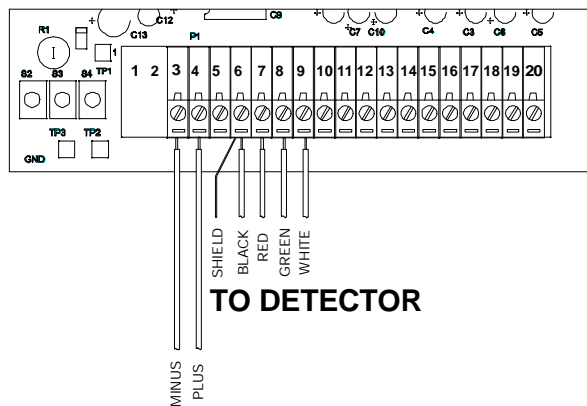 R1
C12
C13
C9
C7
C10
C4
C3
C6
C5
P1
S2
S3
S4
1
TP1
1 2 3 4 5 6 7 8 9 10 11 12 13 14 15 16 17 18 19 20
TP3
TP2
GND
SHIELD
BLACK
RED
GREEN
WHITE
TO DETECTOR
MINUS
PLUS